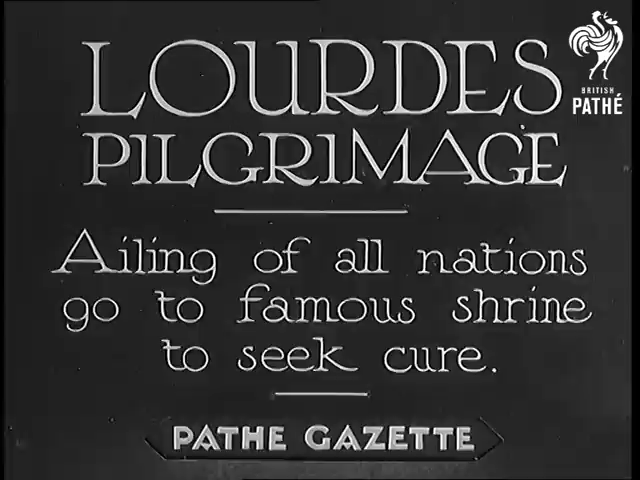 LOURDES
PILGRIMAGE
Ailing of all nations
go to famous shrine
to seek cure.
PATHE GAZETTE
BRITISH
PATHÉ